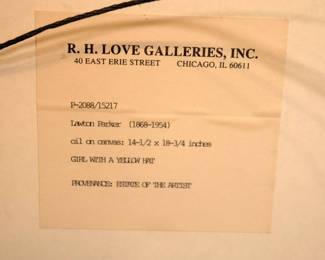 R. H. LOVE GALLERIES, INC.
40 EAST ERIE STREET CHICAGO, IL 60611
P-2088/15217
Lawton Parker (1868-1954)
oil on canvas: 14-1/2 x 18-3/4 inches
GIRL WITH A YELLOW HAT
PROVENANCE: ESTATE OF THE ARTIST